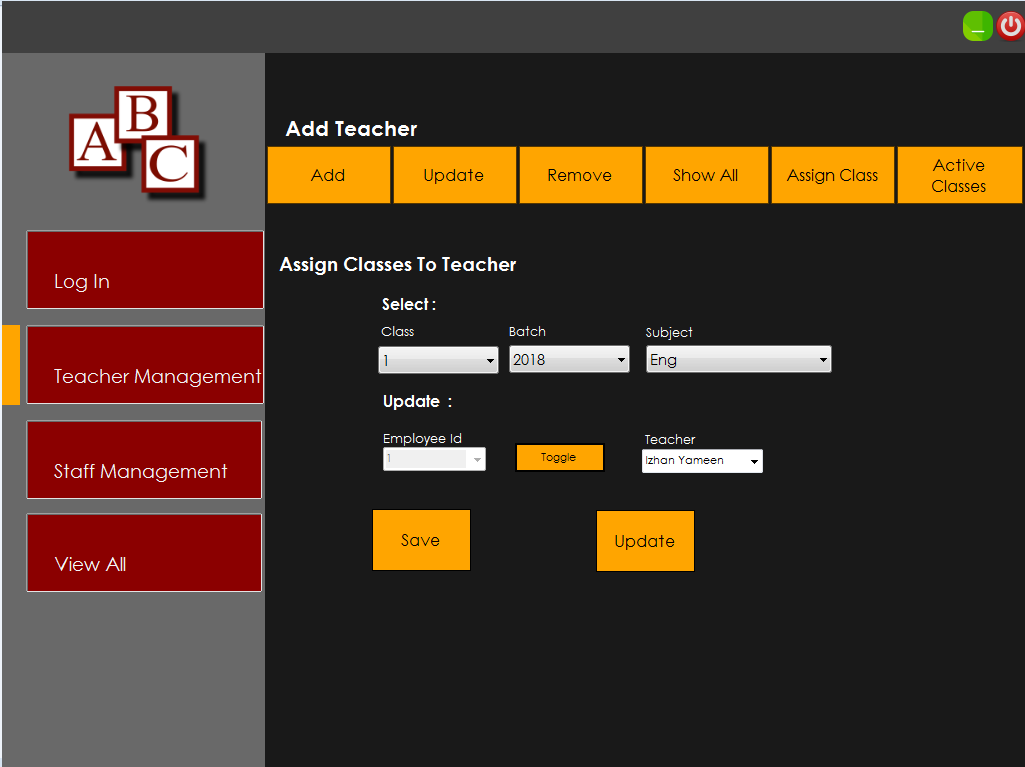 ABC
Add Teacher
Add
Update
Remove
Show All
Assign Class
Active
Classes
Log In
Teacher Management
Staff Management
View All
Assign Classes To Teacher
Select :
Class
Batch
Subject
1
2018
Eng
Update :
Employee Id
Teacher
1
Toggle
Izhan Yameen
Save
Update